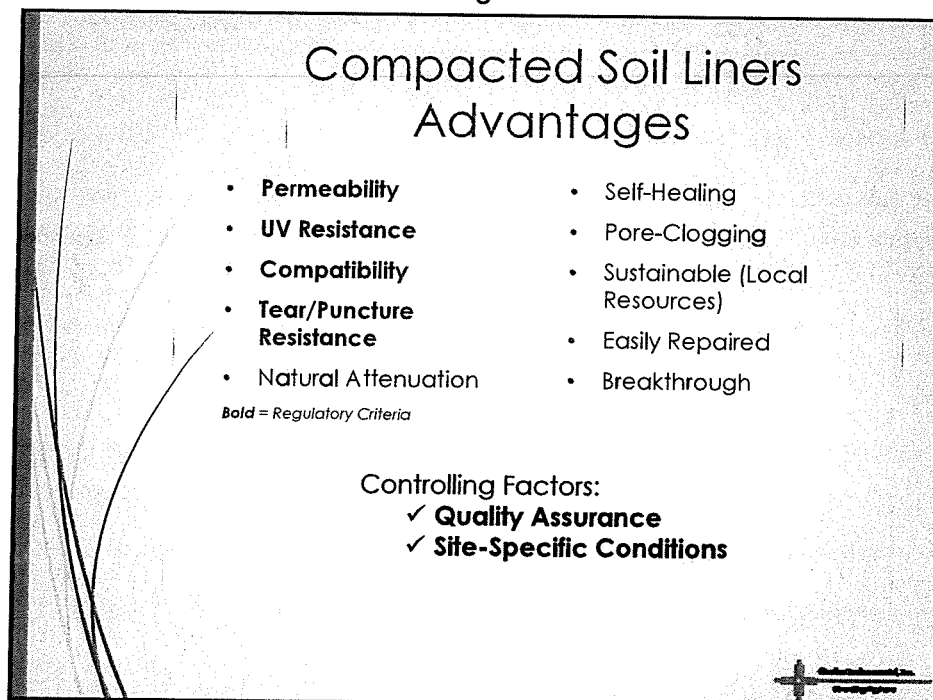 Compacted Soil Liners
Advantages
• Permeability
• UV Resistance
• Compatibility
• Tear/Puncture
Resistance
• Natural Attenuation
Bold = Regulatory Criteria
• Self-Healing
• Pore-Clogging
• Sustainable (Local
Resources)
• Easily Repaired
• Breakthrough
Controlling Factors:
✓ Quality Assurance
✓ Site-Specific Conditions